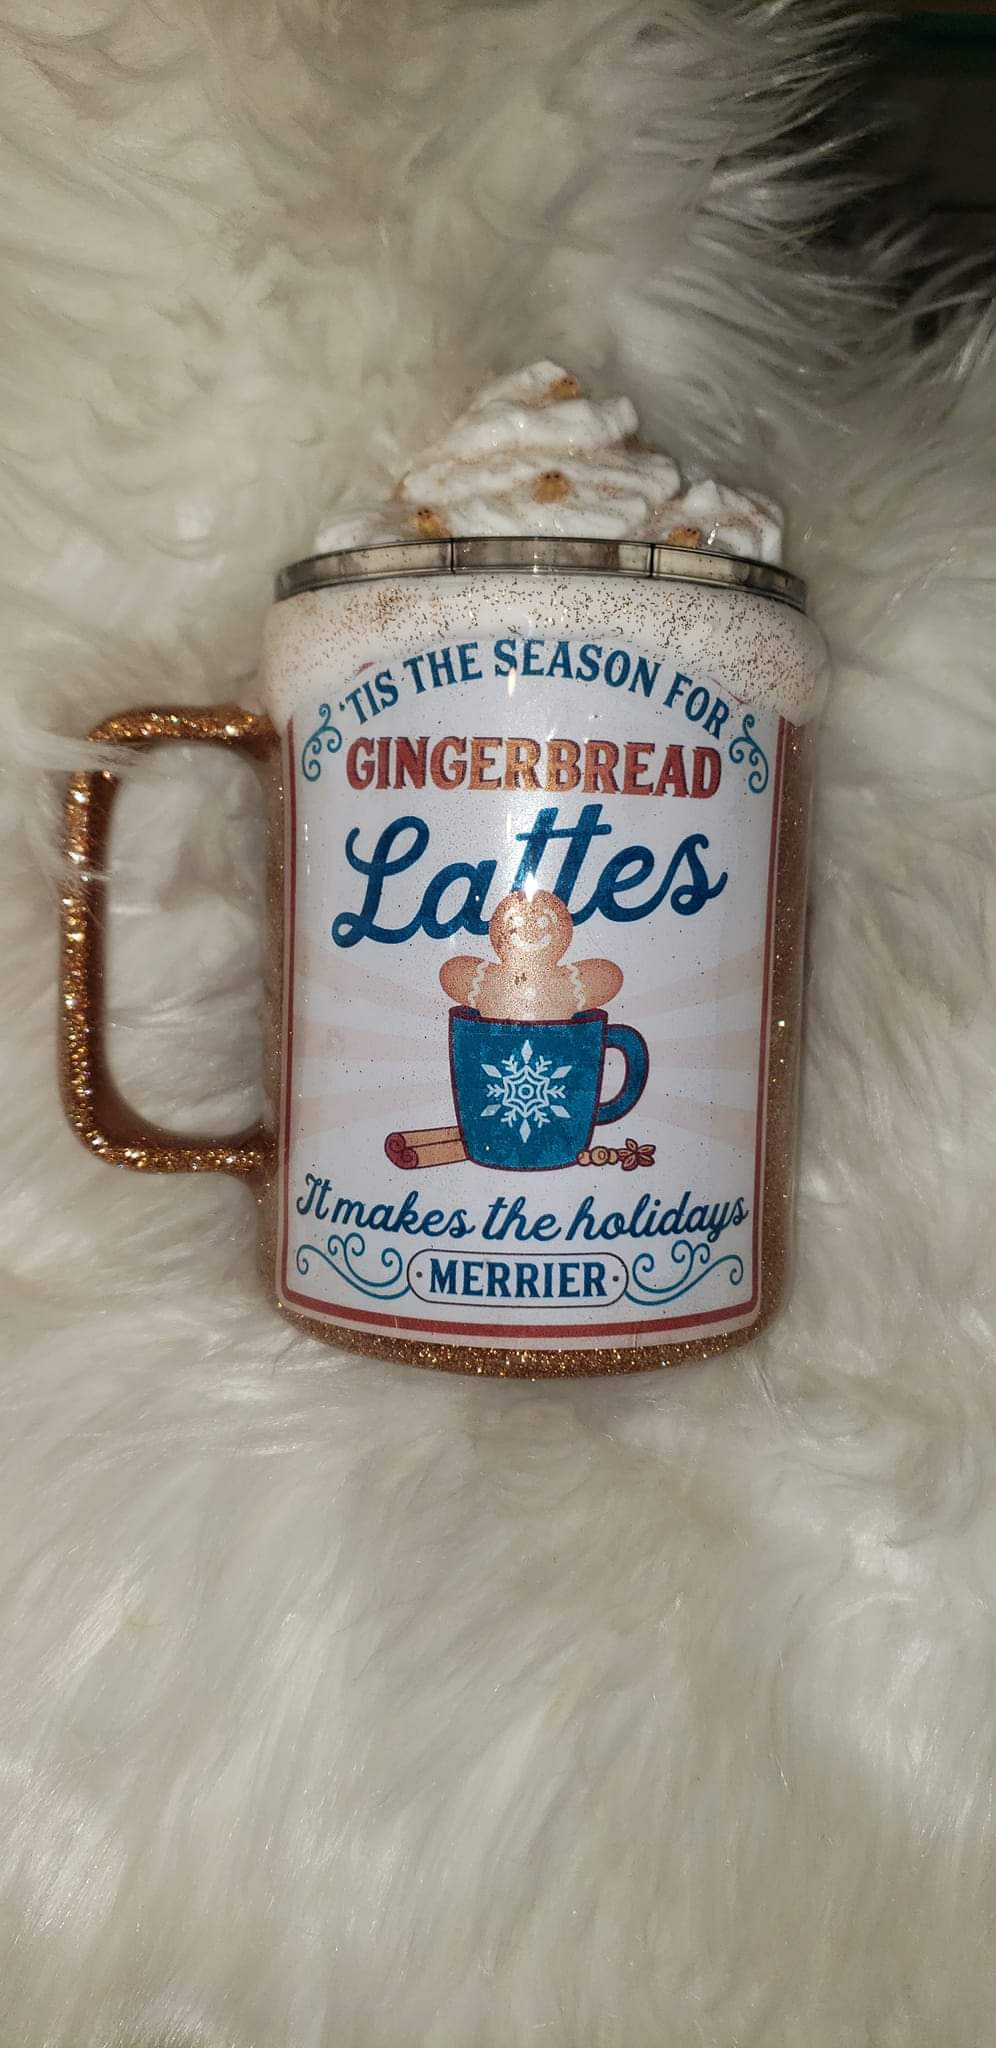 'TIS THE SEASON FOR
GINGERBREAD
Lattes
It makes the holidays
MERRIER